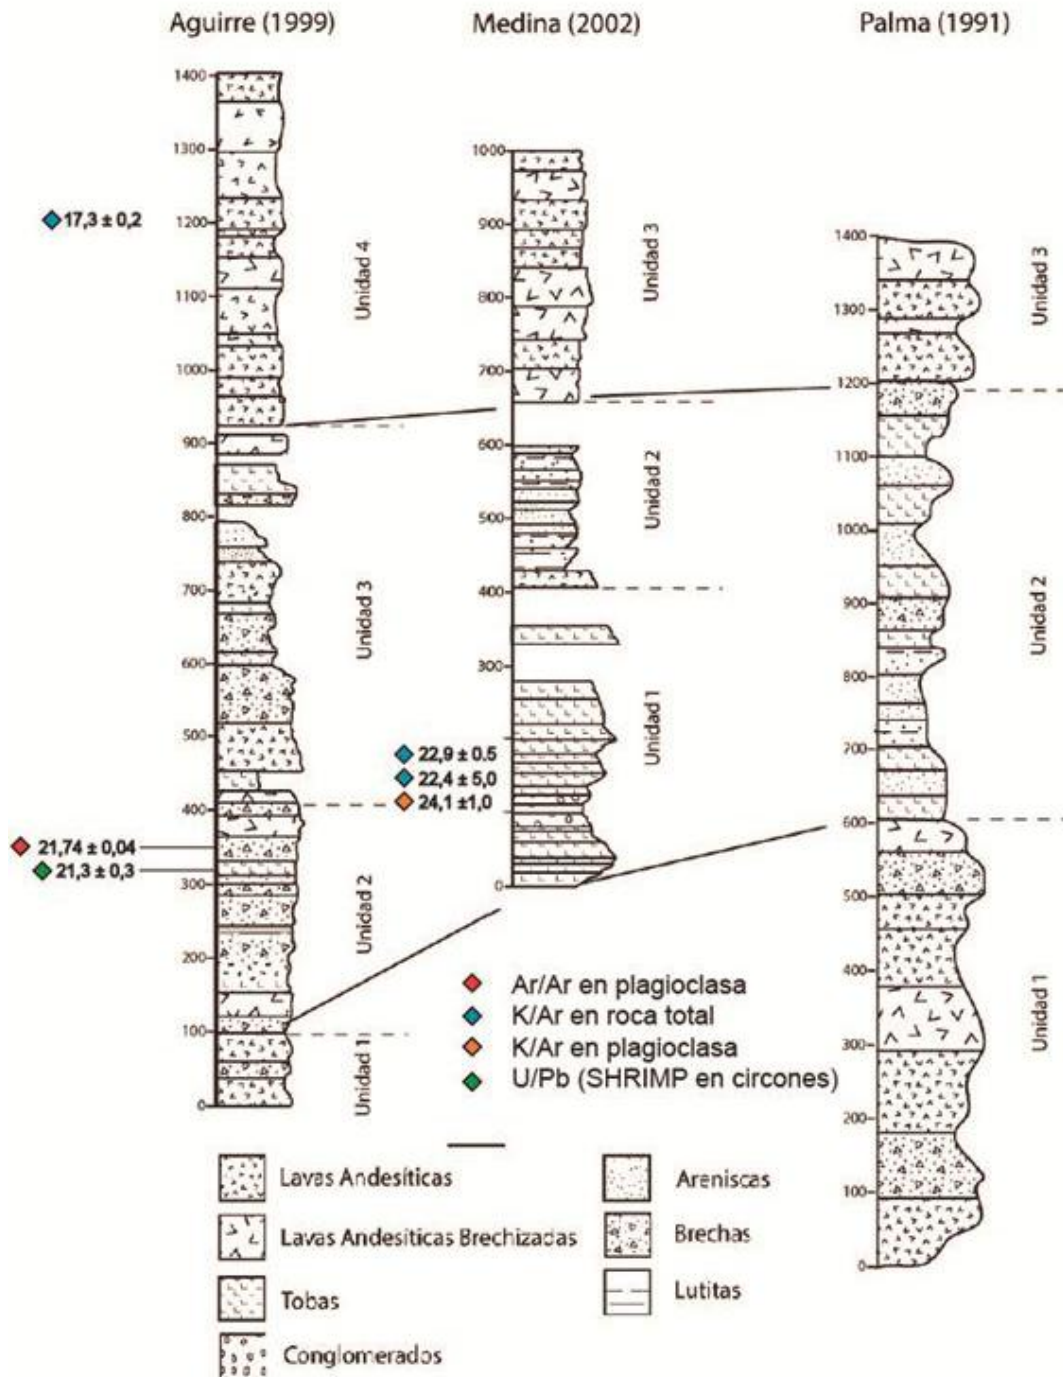 Aguirre (1999)
Medina (2002)
Palma (1991)
1400
1300
1200
1100
1000
900
800
700
600
500
400
300
200
100
0
17,3 ± 0,2
21,74 ± 0,04
21,3 ± 0,3
Unidad 4
Unidad 3
Unidad 2
Unidad 1
1000
900
800
700
600
500
400
300
200
100
0
22,9 ± 0.5
22,4 ± 5,0
24,1 ±1,0
Unidad 3
Unidad 2
Unidad 1
1400
1300
1200
1100
1000
900
800
700
600
500
400
300
200
100
0
Unidad 3
Unidad 2
Unidad 1
Ar/Ar en plagioclasa
K/Ar en roca total
K/Ar en plagioclasa
U/Pb (SHRIMP en circones)
Lavas Andesíticas
Lavas Andesíticas Brechizadas
Tobas
Conglomerados
Areniscas
Brechas
Lutitas